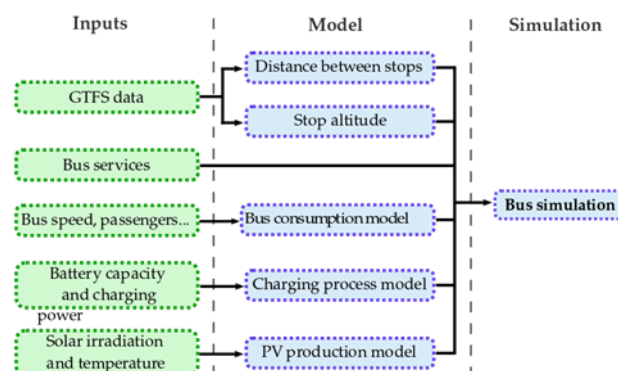 Inputs
Model
Simulation
GTFS data
Distance between stops
Stop altitude
Bus services
Bus speed, passengers...
Bus consumption model
Bus simulation
Battery capacity
and charging
power
Charging process model
Solar irradiation
and temperature
PV production model